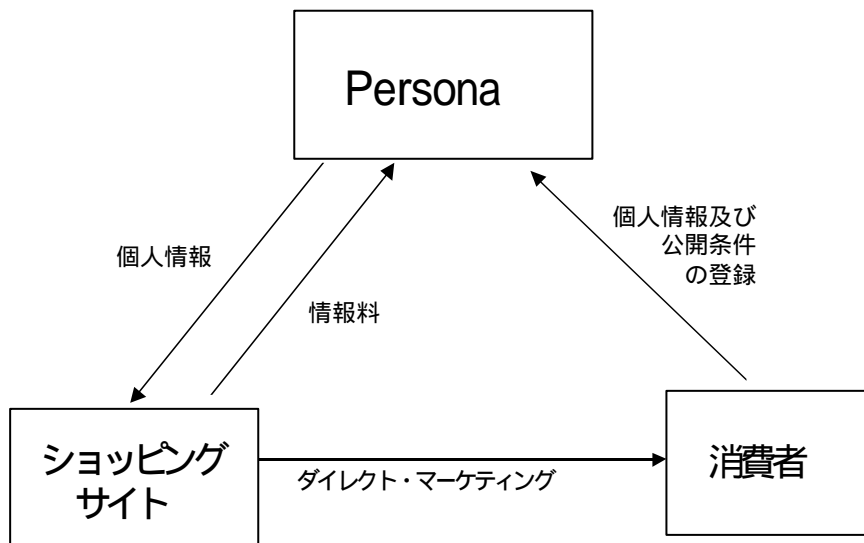 Persona
個人情報及び
公開条件
の登録
個人情報
情報料
ショッピング
サイト
ダイレクト・マーケティング
消費者